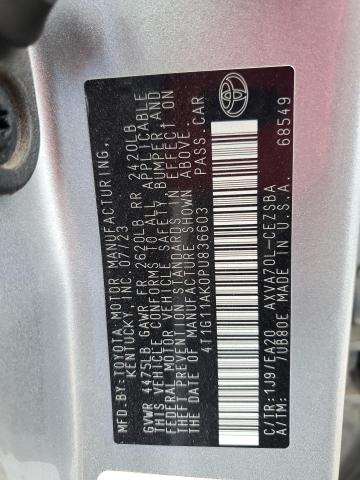 MFD.BY:TOYOTA MOTOR MANUFACTURING,
KENTUCKY, INC. 07/23
GVWR 4475LB GAWR FR 2620LB RR 2420LB
THIS VEHICLE CONFORMS TO ALL APPLICABLE
FEDERAL MOTOR VEHICLE SAFETY, BUMPER, AND
THEFT PREVENTION STANDARDS IN EFFECT ON
THE DATE OF MANUFACTURE SHOWN ABOVE.
4T1G11AK0PU836603 PASS.CAR
C/TR:1J9/EA20 AXVA70L-CEZSBA
A/TM: /UB80E MADE IN U.S.A. 68549